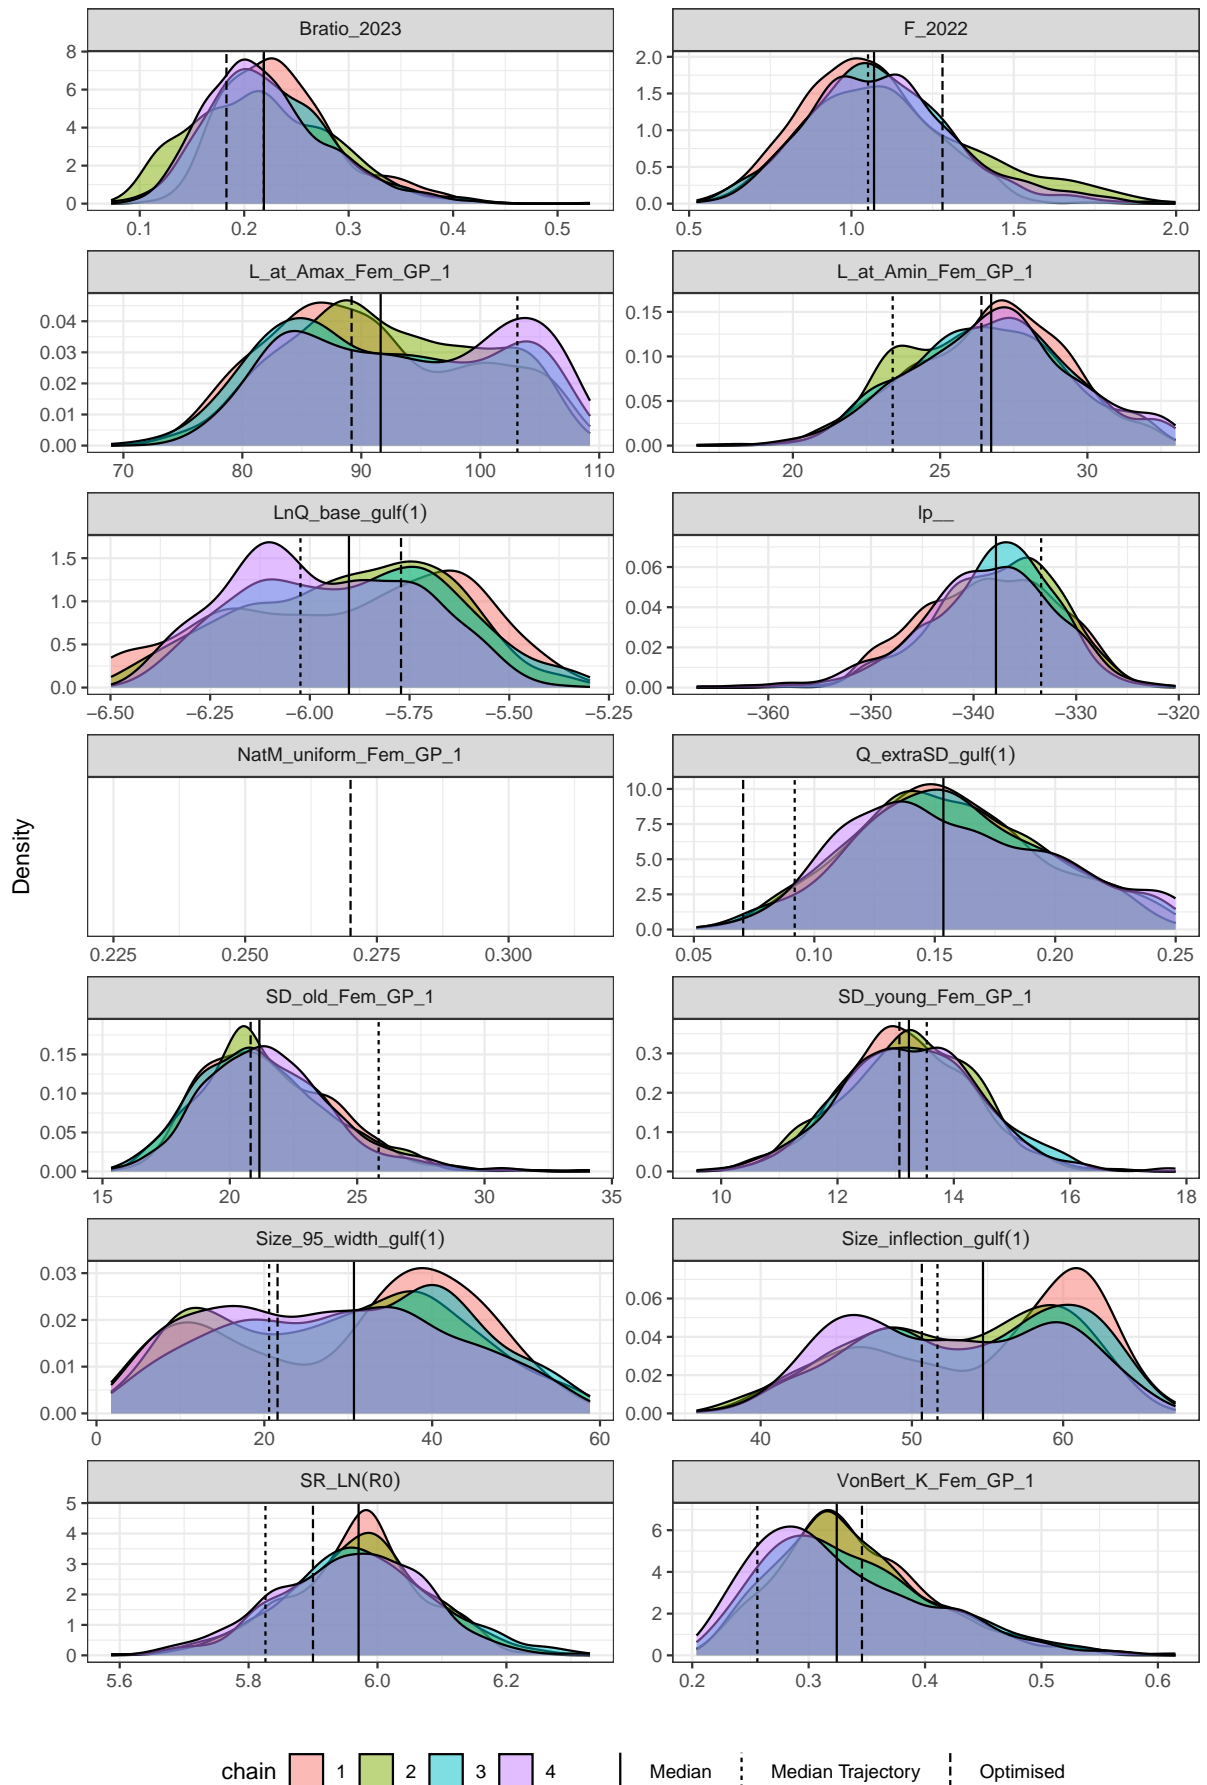 Bratio_2023
F_2022
8
6
4
2
0
0.1 0.2 0.3 0.4 0.5
2.0
1.5
1.0
0.5
0.0
0.5 1.0 1.5 2.0
L_at_Amax_Fem_GP_1
L_at_Amin_Fem_GP_1
0.04
0.03
0.02
0.01
0.00
70 80 90 100 110
0.15
0.10
0.05
0.00
20 25 30
LnQ_base_gulf(1)
lp__
1.5
1.0
0.5
0.0
−6.50 −6.25 −6.00 −5.75 −5.50 −5.25
0.06
0.04
0.02
0.00
−360 −350 −340 −330 −320
NatM_uniform_Fem_GP_1
Q_extraSD_gulf(1)
0.225 0.250 0.275 0.300
10.0
7.5
5.0
2.5
0.0
0.05 0.10 0.15 0.20 0.25
Density
SD_old_Fem_GP_1
SD_young_Fem_GP_1
0.15
0.10
0.05
0.00
15 20 25 30 35
0.3
0.2
0.1
0.0
10 12 14 16 18
Size_95_width_gulf(1)
Size_inflection_gulf(1)
0.03
0.02
0.01
0.00
0 20 40 60
0.06
0.04
0.02
0.00
40 50 60
SR_LN(R0)
VonBert_K_Fem_GP_1
5
4
3
2
1
0
5.6 5.8 6.0 6.2
6
4
2
0
0.2 0.3 0.4 0.5 0.6
chain 1 2 3 4 Median Median Trajectory Optimised